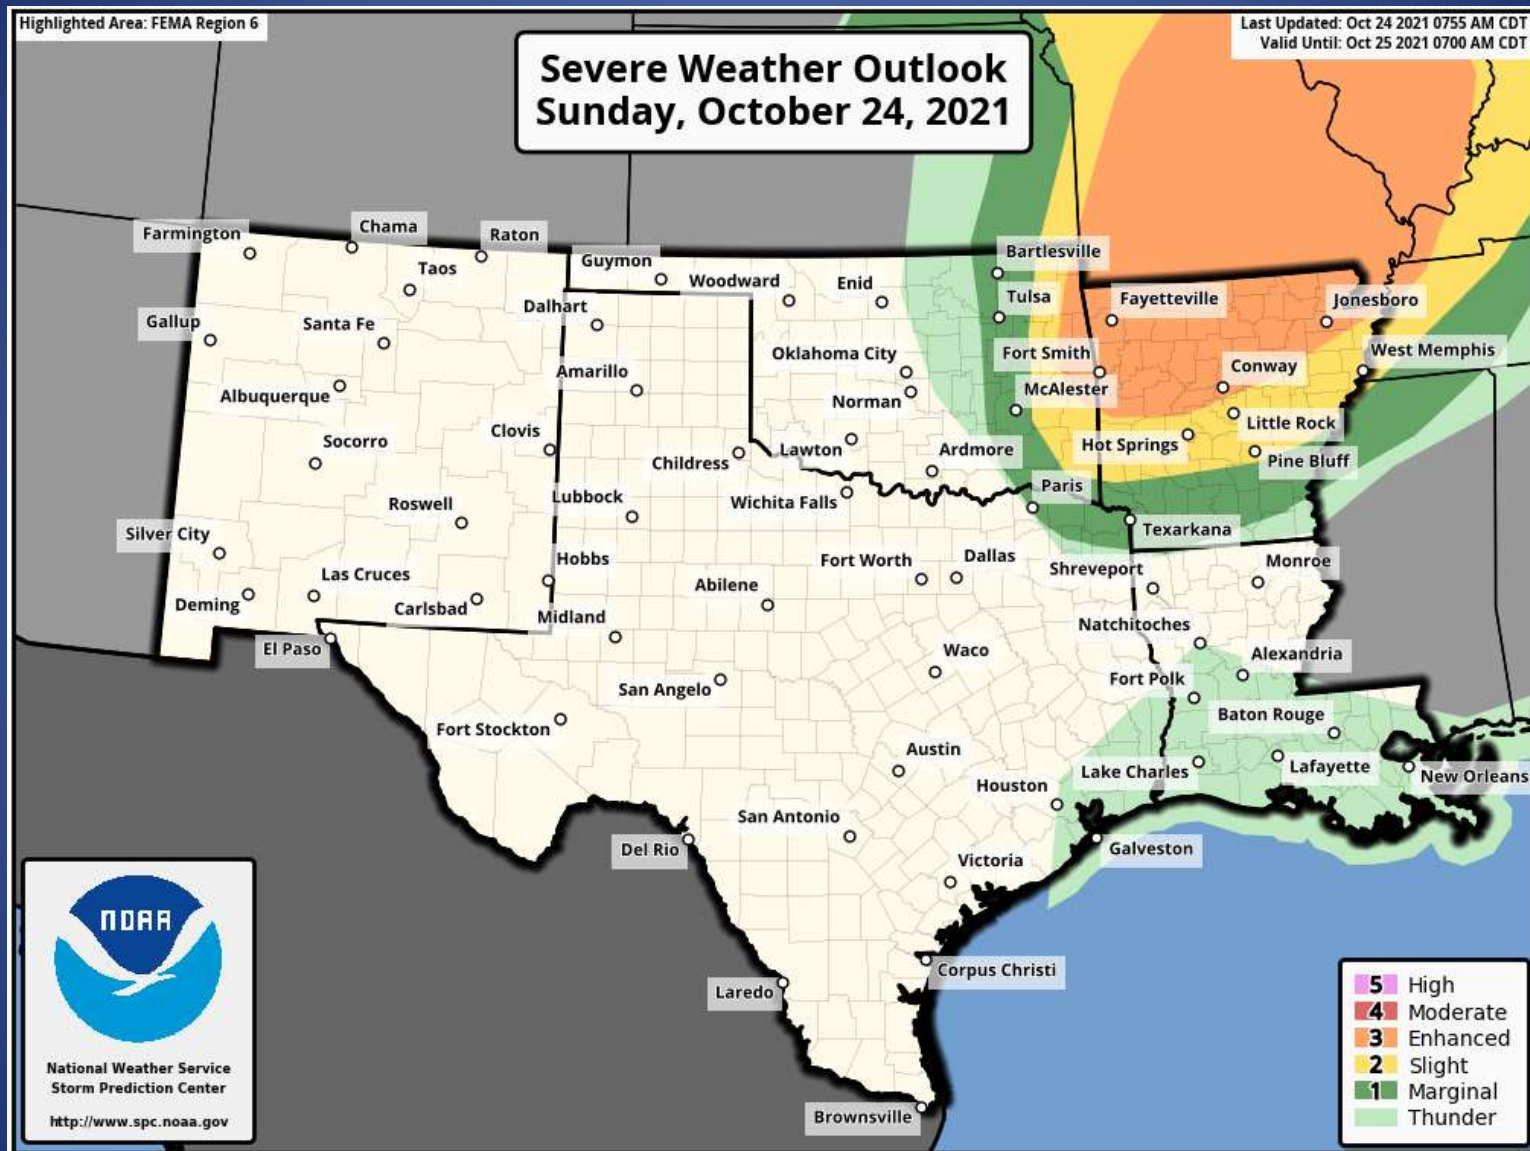 Highlighted Area: FEMA Region 6
Last Updated: Oct 24 2021 0755 AM CDT
Valid Until: Oct 25 2021 0700 AM CDT
Severe Weather Outlook
Sunday, October 24, 2021
Farmington
Chama
Raton
Taos
Guymon
Woodward
Enid
Bartlesville
Tulsa
Fayetteville
Jonesboro
Gallup
Santa Fe
Dalhart
Oklahoma City
Fort Smith
Conway
West Memphis
Albuquerque
Amarillo
Norman
McAlester
Little Rock
Socorro
Clovis
Childress
Lawton
Ardmore
Hot Springs
Pine Bluff
Roswell
Lubbock
Wichita Falls
Paris
Texarkana
Silver City
Las Cruces
Hobbs
Abilene
Fort Worth
Dallas
Shreveport
Monroe
Deming
Carlsbad
Midland
Natchitoches
El Paso
Waco
Alexandria
San Angelo
Fort Polk
Fort Stockton
Baton Rouge
Austin
Houston
Lake Charles
Lafayette
New Orleans
San Antonio
Del Rio
Victoria
Galveston
Corpus Christi
Laredo
Brownsville
NOAA
National Weather Service
Storm Prediction Center
http://www.spc.noaa.gov
5 High
4 Moderate
3 Enhanced
2 Slight
1 Marginal
Thunder